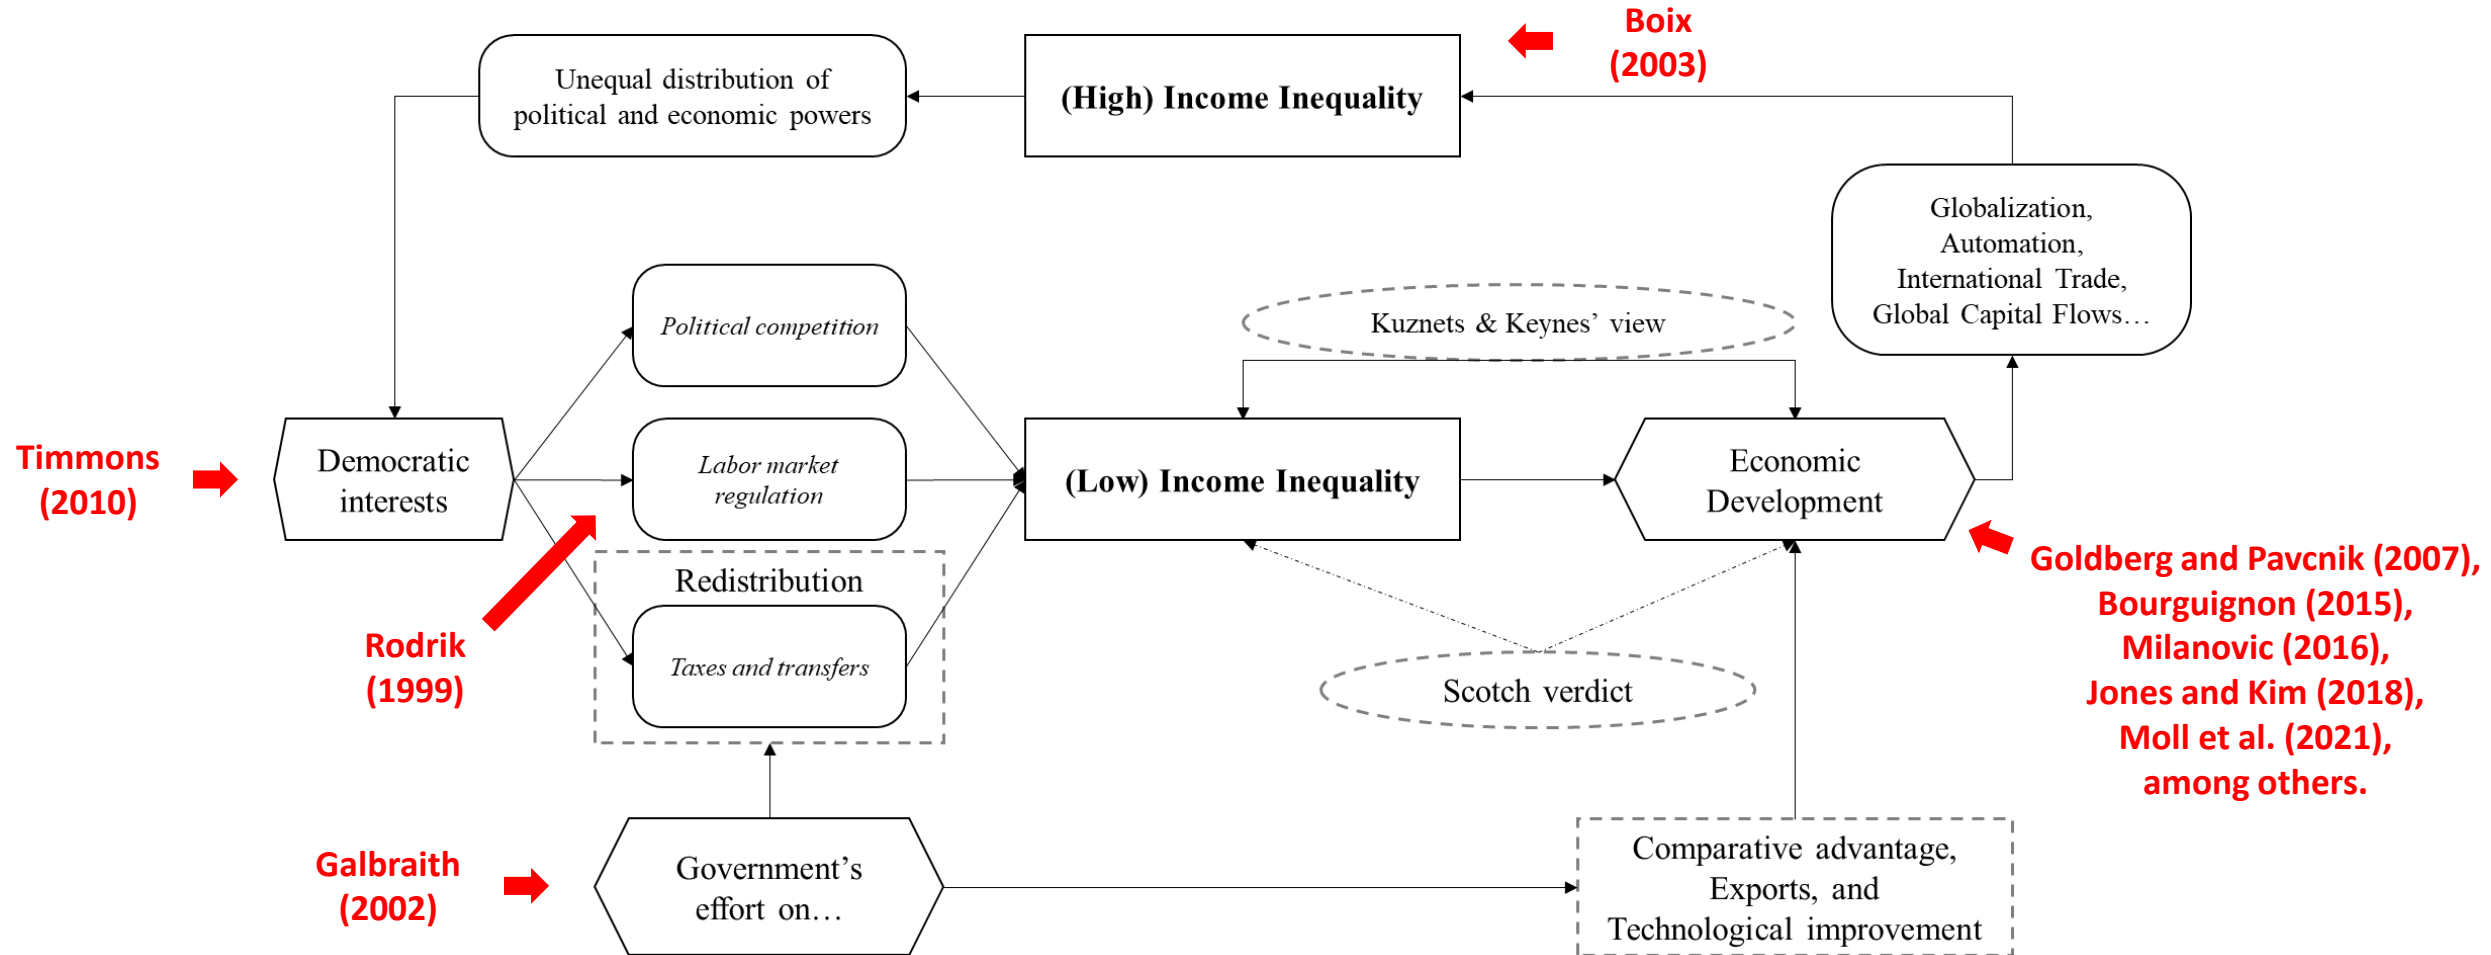 Boix
(2003)
Unequal distribution of
political and economic powers
(High) Income Inequality
Globalization,
Automation,
International Trade,
Global Capital Flows…
Political competition
Kuznets & Keynes’ view
Timmons
(2010)
Democratic
interests
Labor market
regulation
(Low) Income Inequality
Economic
Development
Redistribution
Taxes and transfers
Rodrik
(1999)
Scotch verdict
Goldberg and Pavcnik (2007),
Bourguignon (2015),
Milanovic (2016),
Jones and Kim (2018),
Moll et al. (2021),
among others.
Galbraith
(2002)
Government’s
effort on…
Comparative advantage,
Exports, and
Technological improvement